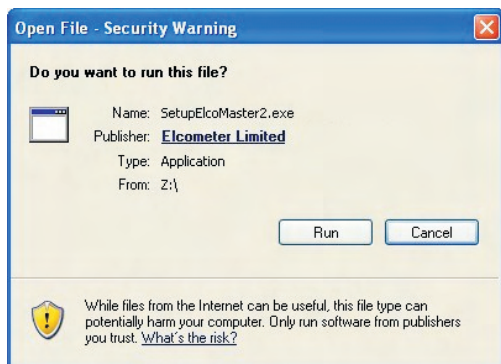 Open File - Security Warning
Do you want to run this file?
Name: SetupElcoMaster2.exe
Publisher: Elcometer Limited
Type: Application
From: Z:\
Run Cancel
While files from the Internet can be useful, this file type can
potentially harm your computer. Only run software from publishers
you trust. What's the risk?